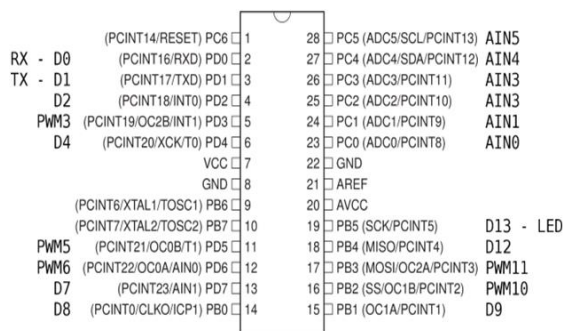 (PCINT14/RESET) PC6 1 28 PC5 (ADC5/SCL/PCINT13) AIN5
RX - D0 (PCINT16/RXD) PD0 2 27 PC4 (ADC4/SDA/PCINT12) AIN4
TX - D1 (PCINT17/TXD) PD1 3 26 PC3 (ADC3/PCINT11) AIN3
D2 (PCINT18/INT0) PD2 4 25 PC2 (ADC2/PCINT10) AIN3
PWM3 (PCINT19/OC2B/INT1) PD3 5 24 PC1 (ADC1/PCINT9) AIN1
D4 (PCINT20/XCK/T0) PD4 6 23 PC0 (ADC0/PCINT8) AIN0
VCC 7 22 GND
GND 8 21 AREF
(PCINT6/XTAL1/TOSC1) PB6 9 20 AVCC
(PCINT7/XTAL2/TOSC2) PB7 10 19 PB5 (SCK/PCINT5) D13 - LED
PWM5 (PCINT21/OC0B/T1) PD5 11 18 PB4 (MISO/PCINT4) D12
PWM6 (PCINT22/OC0A/AIN0) PD6 12 17 PB3 (MOSI/OC2A/PCINT3) PWM11
D7 (PCINT23/AIN1) PD7 13 16 PB2 (SS/OC1B/PCINT2) PWM10
D8 (PCINT0/CLKO/ICP1) PB0 14 15 PB1 (OC1A/PCINT1) D9